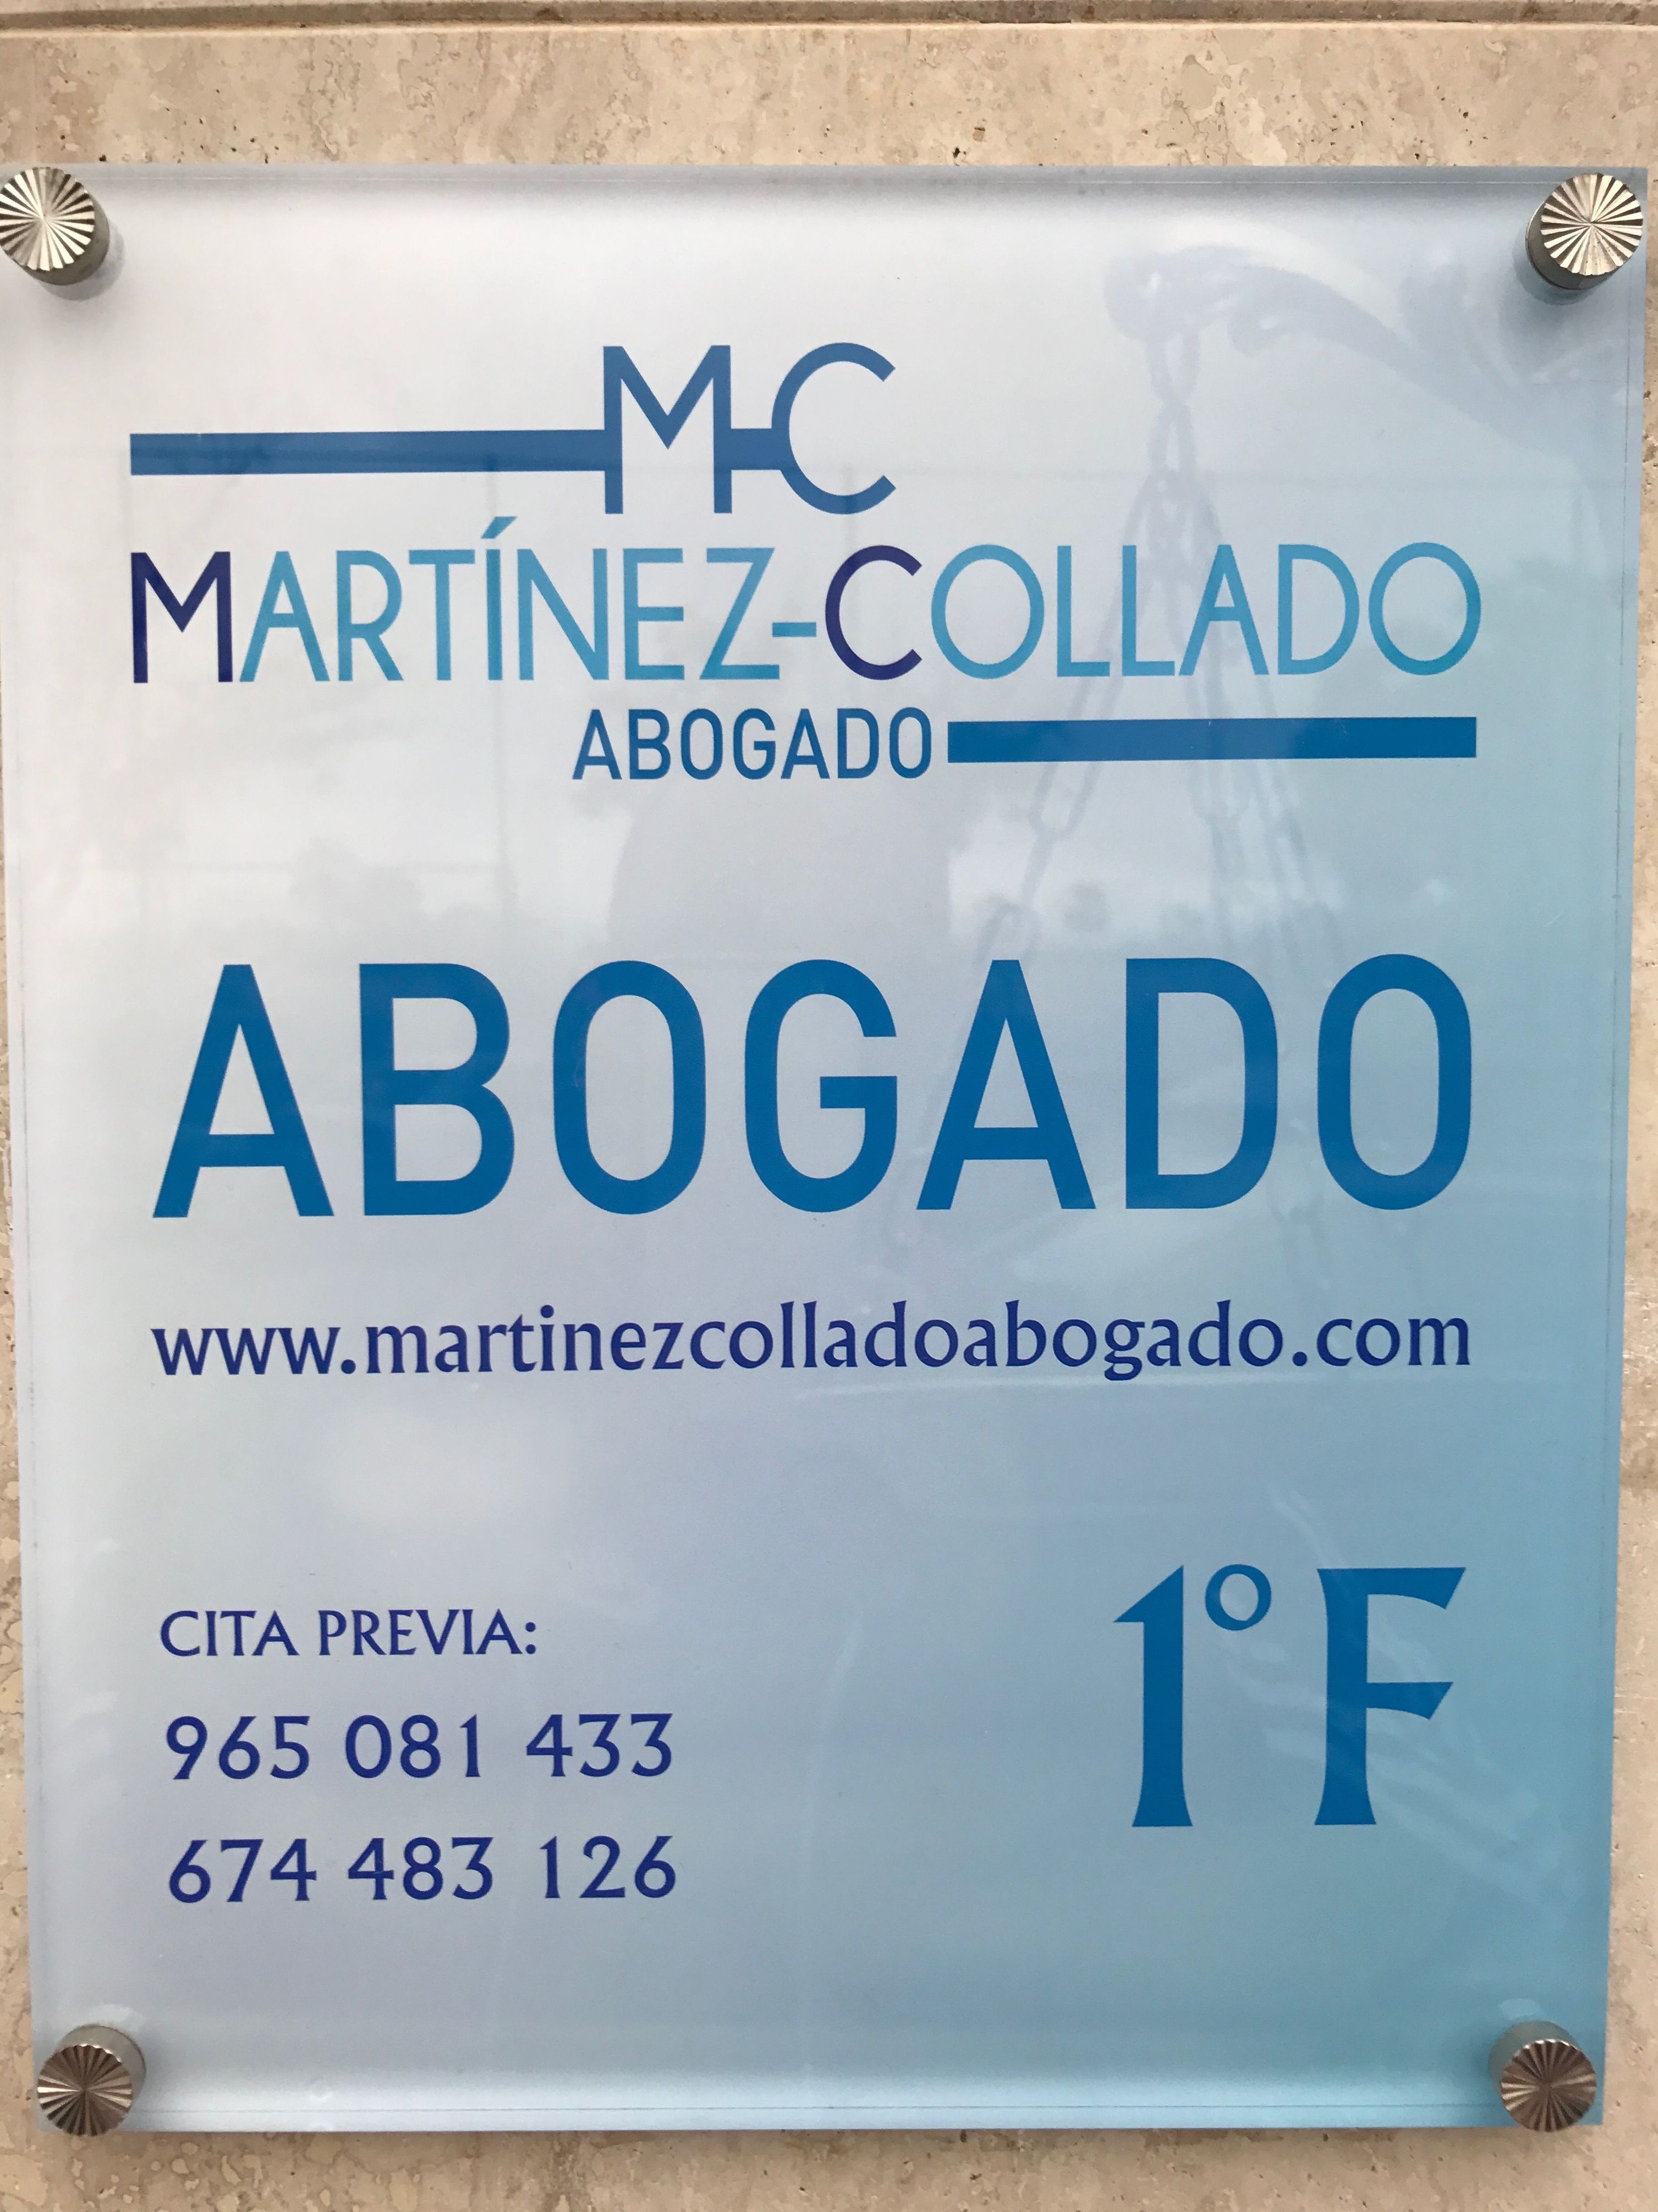 MC
MARTÍNEZ-COLLADO
ABOGADO
ABOGADO
www.martinezcolladoabogado.com
CITA PREVIA:
965 081 433
674 483 126
1º F